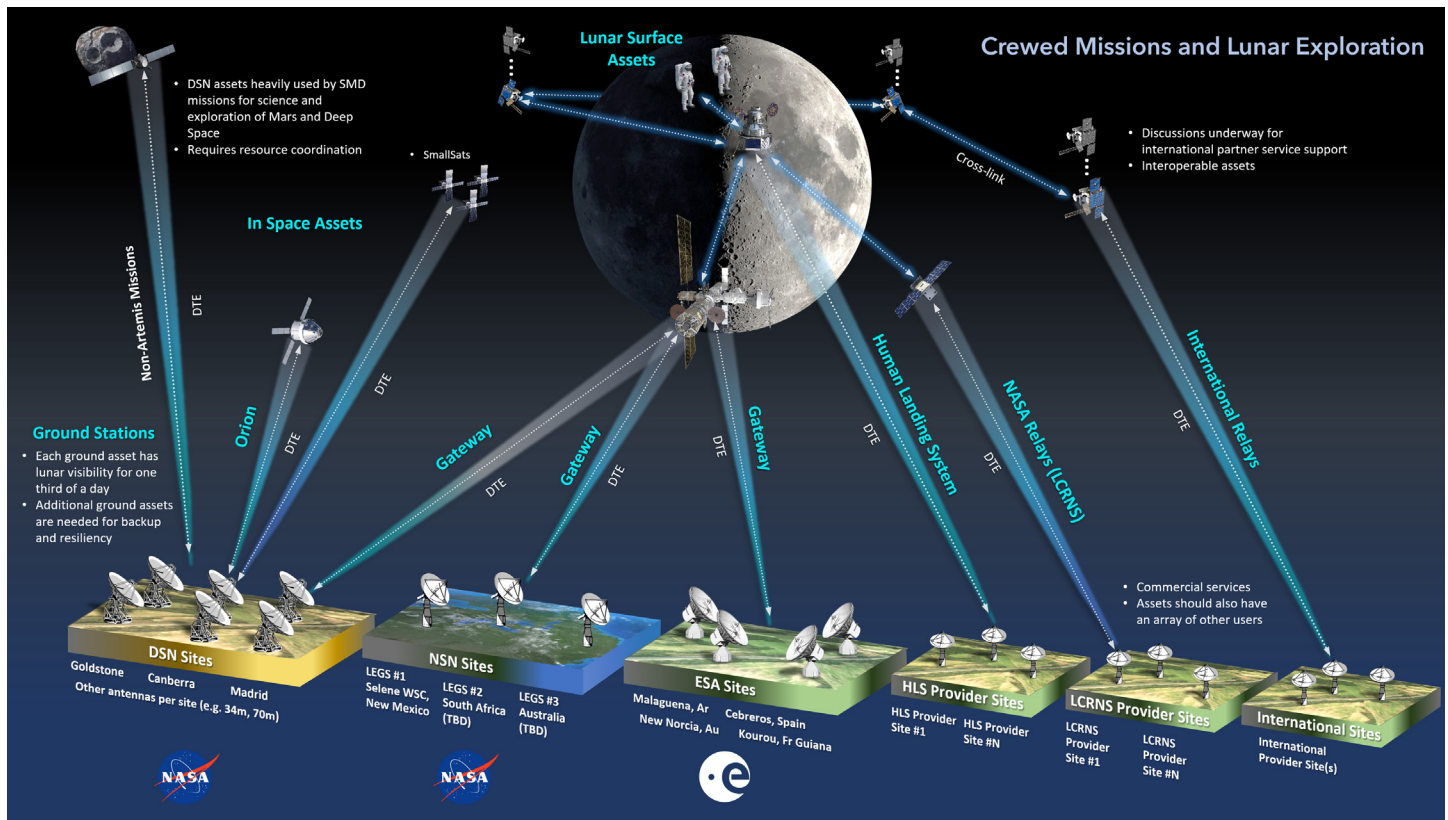 Crewed Missions and Lunar Exploration
Lunar Surface
Assets
• DSN assets heavily used by SMD
missions for science and
exploration of Mars and Deep
Space
• Requires resource coordination
• SmallSats
In Space Assets
• Discussions underway for
international partner service support
• Interoperable assets
Cross-link
Non-Artemis Missions
DTE
Orion
DTE
DTE
Gateway
DTE
Gateway
DTE
Gateway
DTE
Human Landing System
DTE
NASA Relays (LCRNS)
DTE
International Relays
DTE
Ground Stations
• Each ground asset has
lunar visibility for one
third of a day
• Additional ground assets
are needed for backup
and resiliency
• Commercial services
• Assets should also have
an array of other users
DSN Sites
Goldstone
Canberra
Madrid
Other antennas per site (e.g. 34m, 70m)
NSN Sites
LEGS #1
Selene WSC,
New Mexico
LEGS #2
South Africa
(TBD)
LEGS #3
Australia
(TBD)
ESA Sites
Malaguena, Ar
Cebreros, Spain
New Norcia, Au
Kourou, Fr Guiana
HLS Provider Sites
HLS Provider
Site #1
HLS Provider
Site #N
LCRNS Provider Sites
LCRNS
Provider
Site #1
LCRNS
Provider
Site #N
International Sites
International
Provider Site(s)
NASA
NASA
e